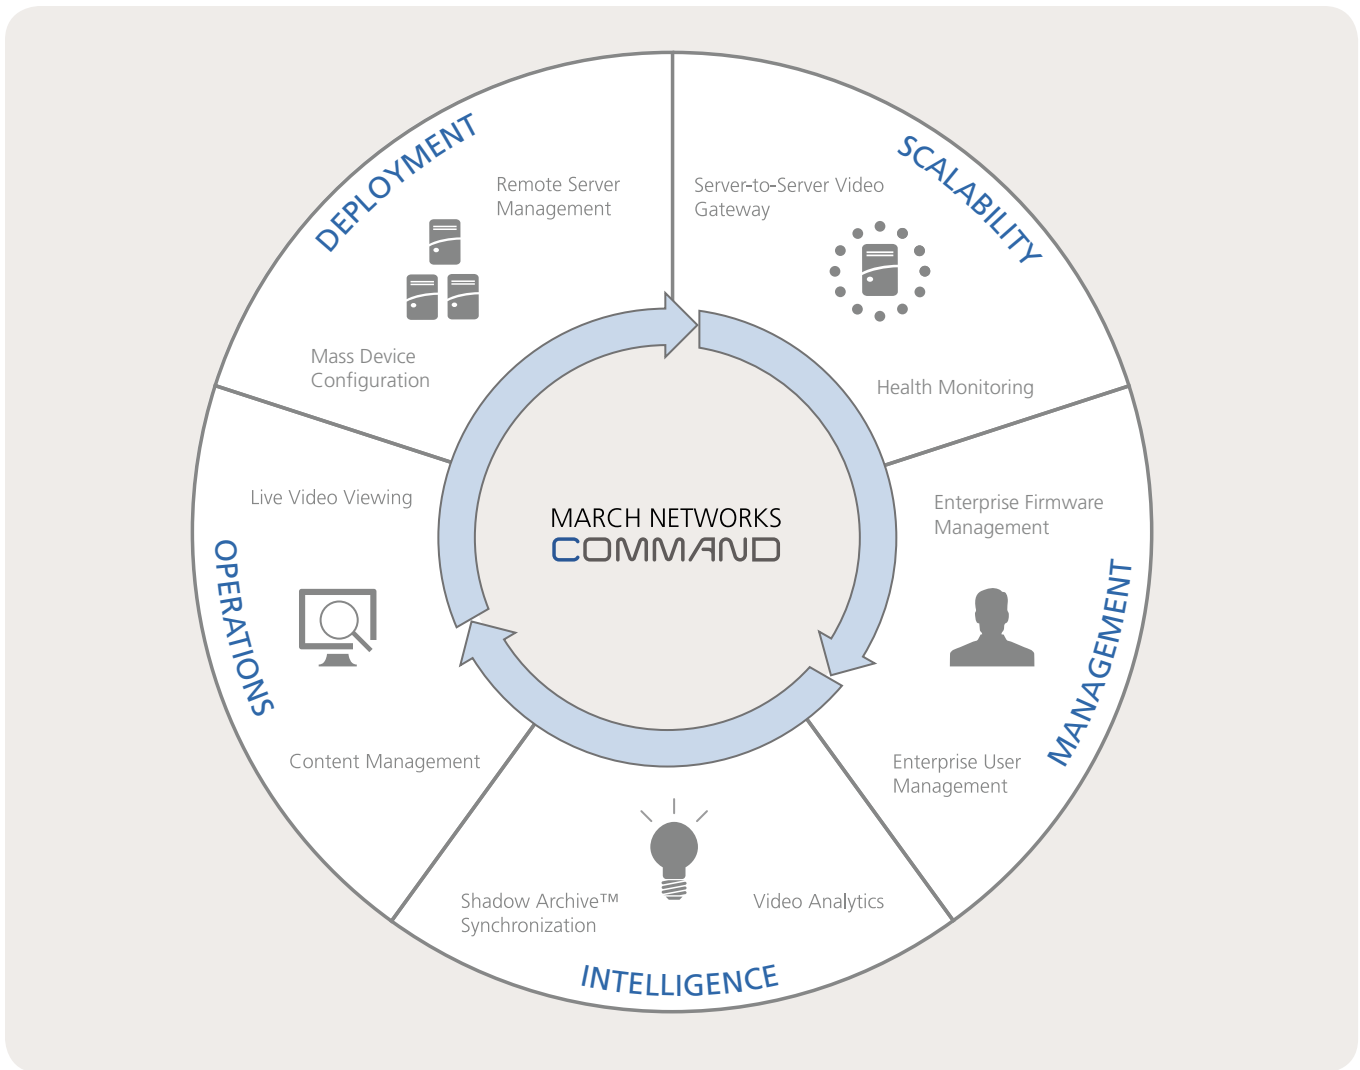 DEPLOYMENT
Remote Server
Management
Mass Device
Configuration
SCALABILITY
Server-to-Server Video
Gateway
Health Monitoring
Enterprise Firmware
Management
MANAGEMENT
Enterprise User
Management
Shadow Archive™
Synchronization
Video Analytics
INTELLIGENCE
Live Video Viewing
OPERATIONS
Content Management
MARCH NETWORKS
COMMAND